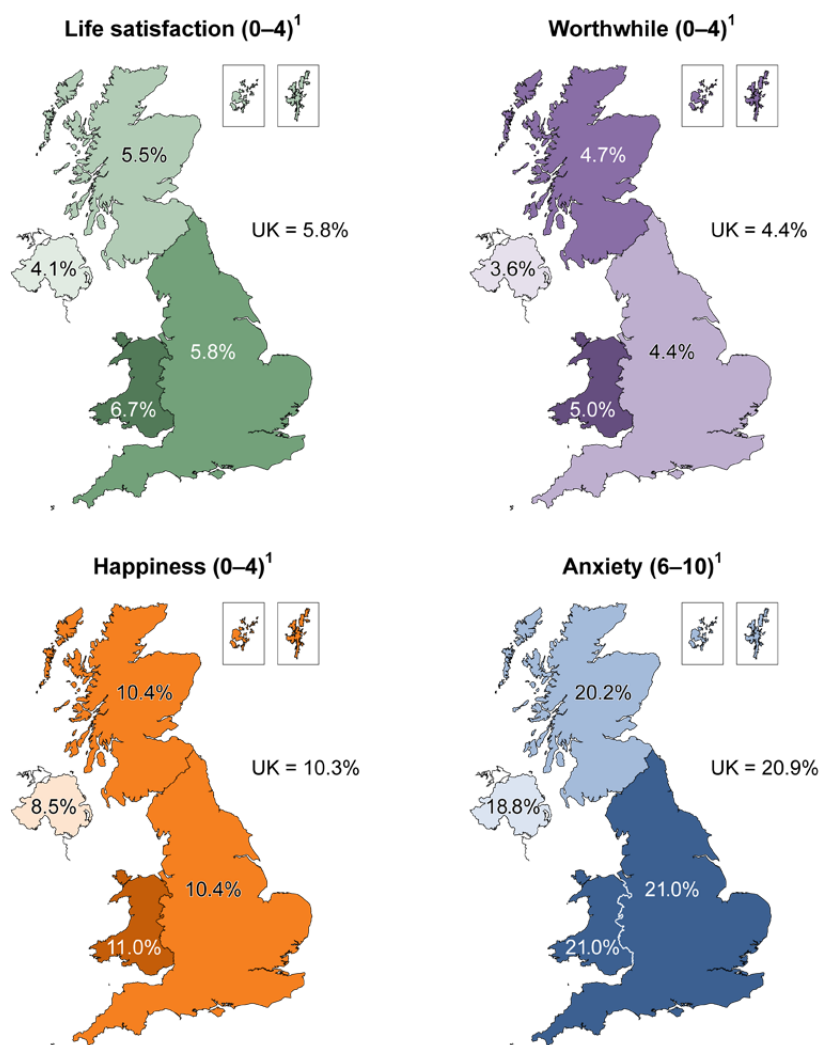 Life satisfaction (0–4)¹
5.5%
UK = 5.8%
4.1%
5.8%
6.7%
Worthwhile (0–4)¹
4.7%
UK = 4.4%
3.6%
4.4%
5.0%
Happiness (0–4)¹
10.4%
UK = 10.3%
8.5%
10.4%
11.0%
Anxiety (6–10)¹
20.2%
UK = 20.9%
18.8%
21.0%
21.0%